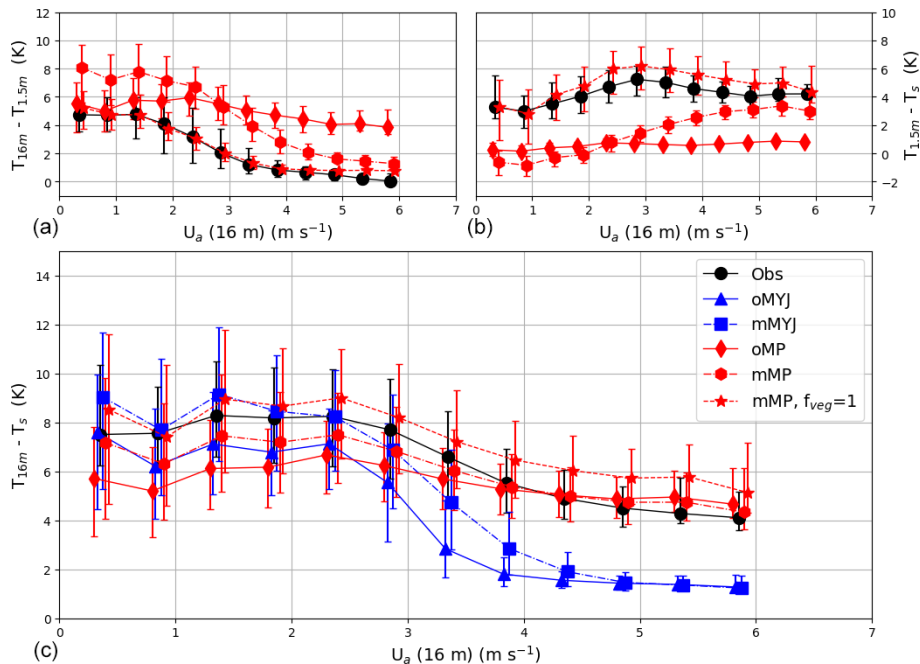 12
10
8
6
4
2
0
T₁₆ₘ - T₁.₅ₘ (K)
0 1 2 3 4 5 6 7
(a)
Uₐ (16 m) (m s⁻¹)
10
8
6
4
2
0
−2
T₁.₅ₘ - Tₛ (K)
0 1 2 3 4 5 6 7
(b)
Uₐ (16 m) (m s⁻¹)
14
12
10
8
6
4
2
0
T₁₆ₘ - Tₛ (K)
Obs
oMYJ
mMYJ
oMP
mMP
mMP, f_veg=1
0 1 2 3 4 5 6 7
(c)
Uₐ (16 m) (m s⁻¹)